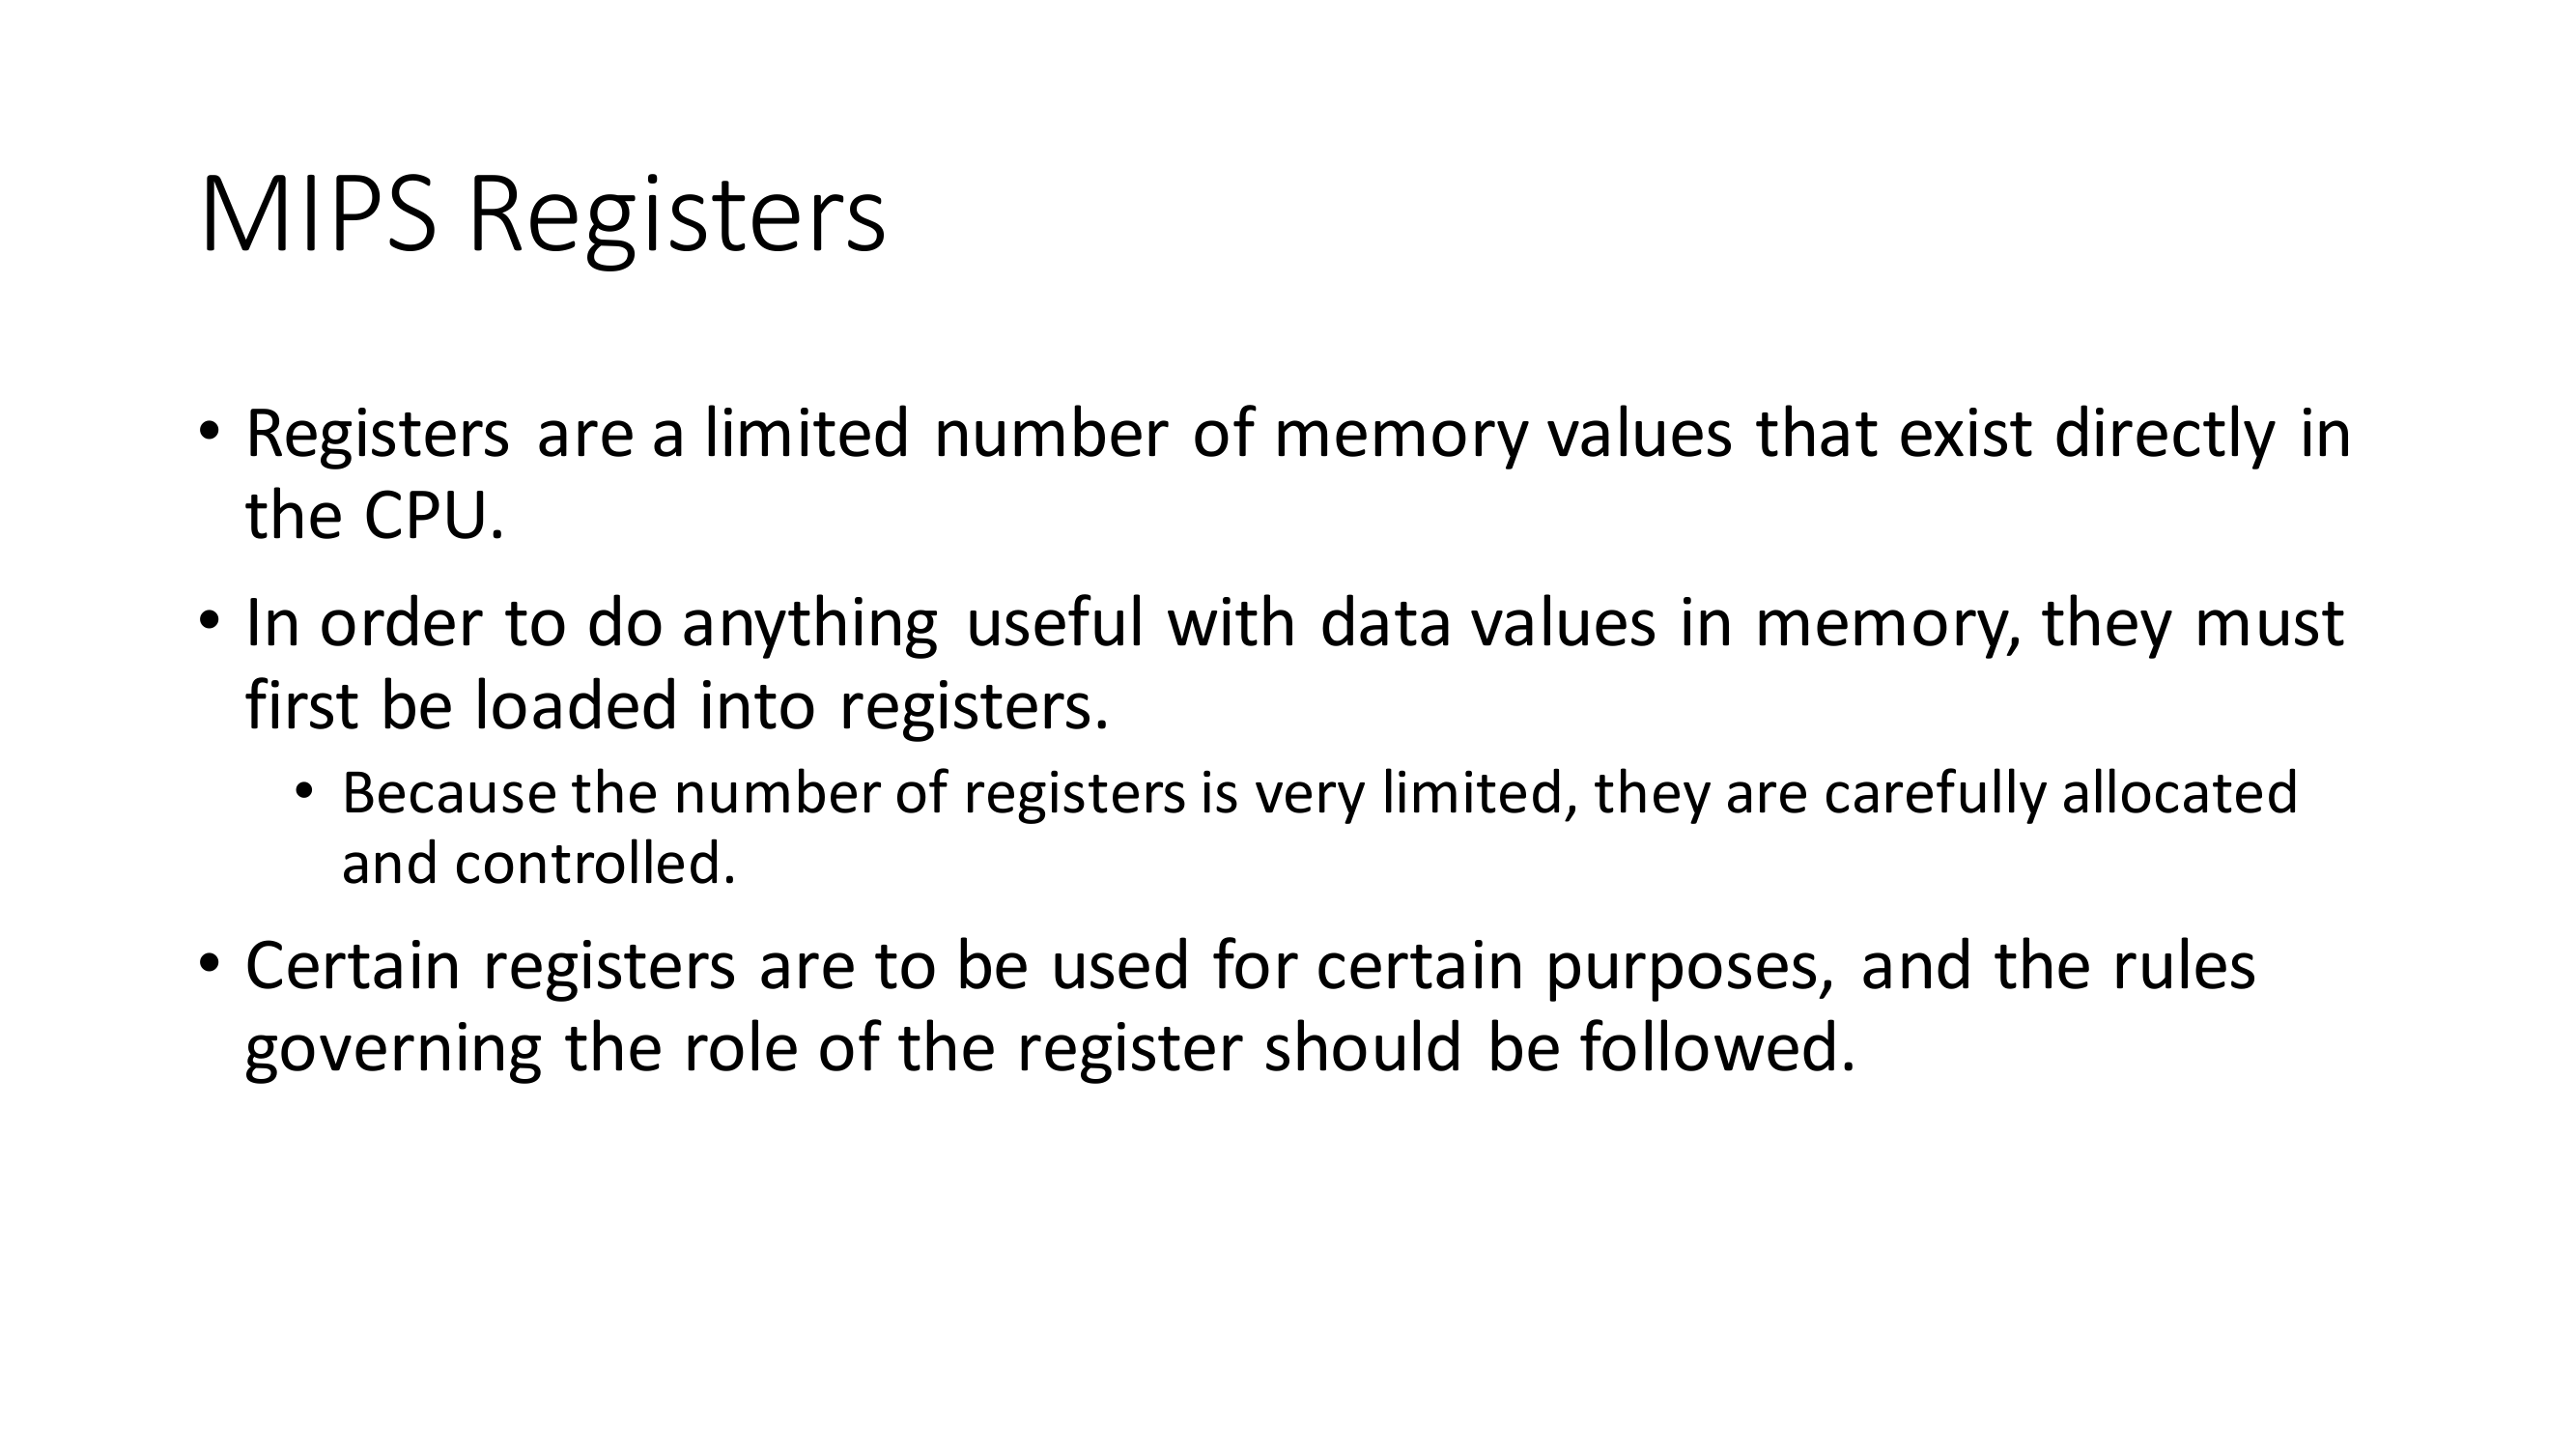 MIPS Registers
• Registers are a limited number of memory values that exist directly in
the CPU.
• In order to do anything useful with data values in memory, they must
first be loaded into registers.
• Because the number of registers is very limited, they are carefully allocated
and controlled.
• Certain registers are to be used for certain purposes, and the rules
governing the role of the register should be followed.